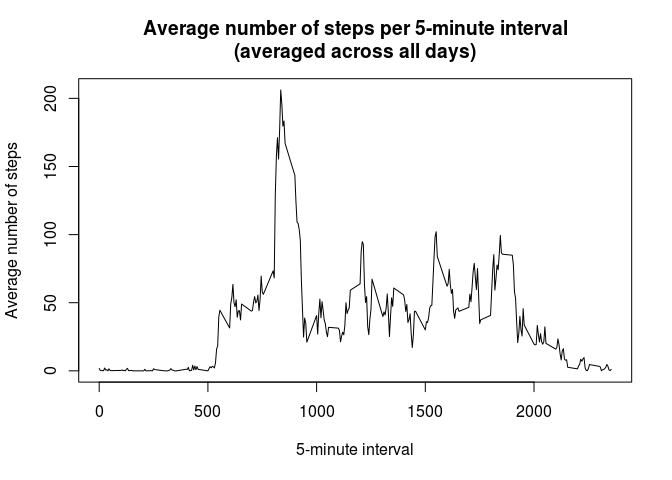 Average number of steps per 5-minute interval
(averaged across all days)
Average number of steps
200
150
100
50
0
0 500 1000 1500 2000
5-minute interval